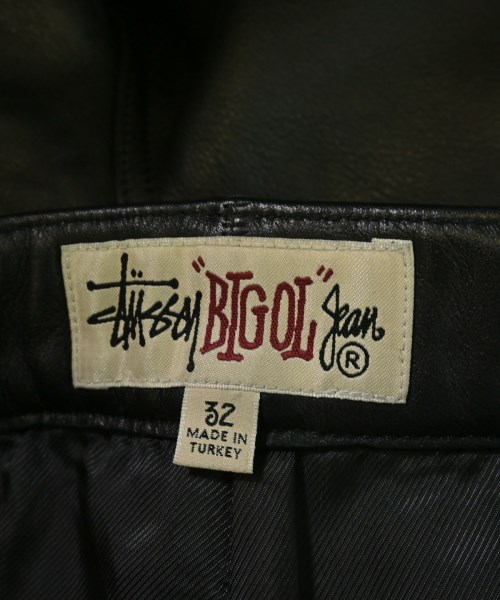 Stüssy "BIG OL" Jean ®
32
MADE IN
TURKEY